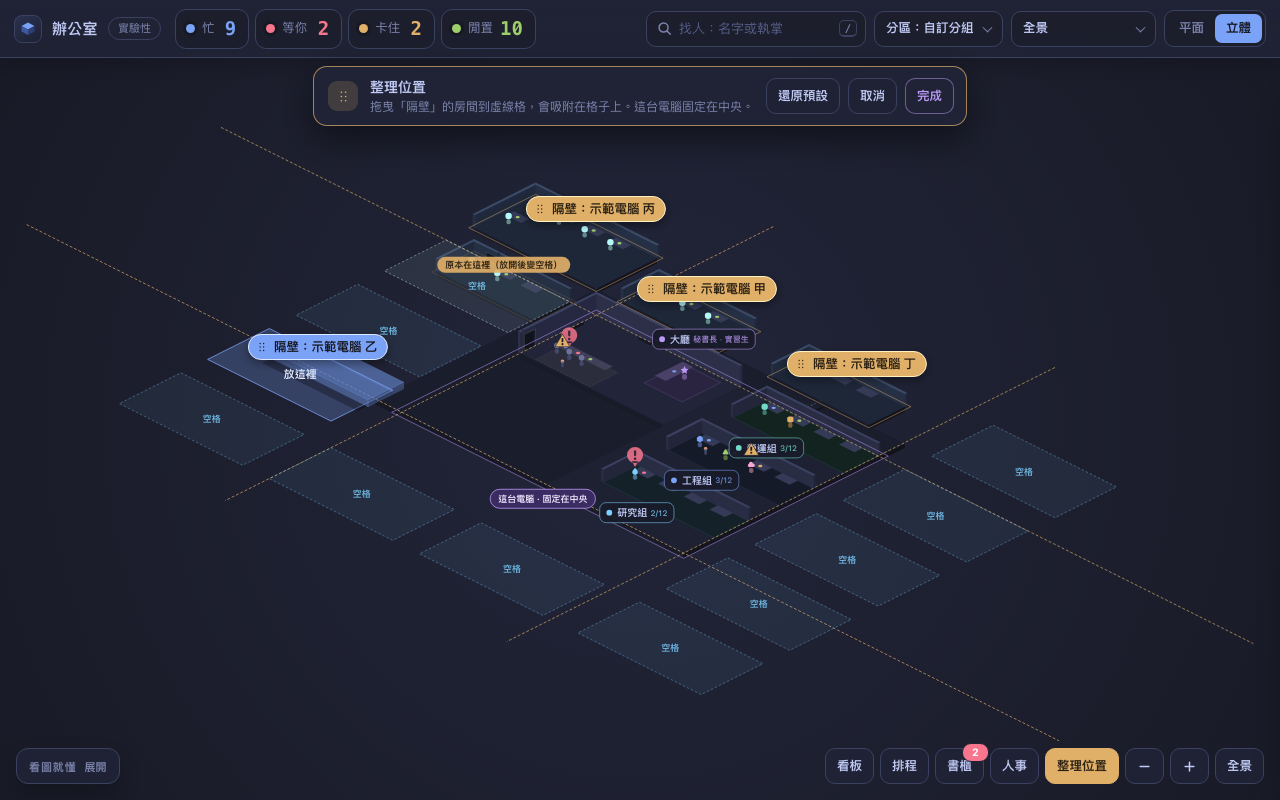 辦公室 實驗性 忙 9 等你 2 卡住 2 閒置 10 找人：名字或執掌 / 分區：自訂分組 全景 平面 立體
整理位置
拖曳「隔壁」的房間到虛線格，會吸附在格子上。這台電腦固定在中央。
還原預設 取消 完成
隔壁：示範電腦 丙
原本在這裡（放開後變空格）
空格
隔壁：示範電腦 甲
空格
大廳 秘書長 · 實習生
隔壁：示範電腦 乙
放這裡
隔壁：示範電腦 丁
空格
運組 3/12
空格
工程組 3/12
空格
這台電腦 · 固定在中央
研究組 2/12
空格
空格
空格
空格
空格
看圖就懂 展開
看板 排程 書櫃 2 人事 整理位置 − + 全景